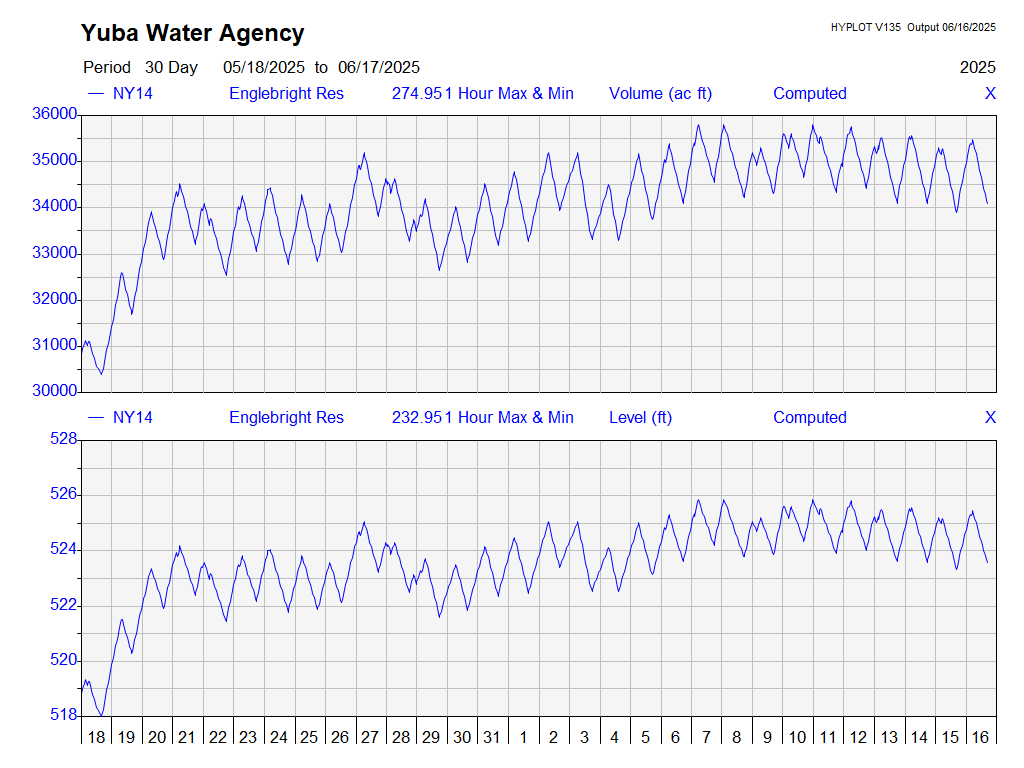 Yuba Water Agency
HYPLOT V135 Output 06/16/2025
Period 30 Day 05/18/2025 to 06/17/2025 2025
NY14 Englebright Res 274.951 Hour Max & Min Volume (ac ft) Computed X
36000
35000
34000
33000
32000
31000
30000
NY14 Englebright Res 232.951 Hour Max & Min Level (ft) Computed X
528
526
524
522
520
518
18 19 20 21 22 23 24 25 26 27 28 29 30 31 1 2 3 4 5 6 7 8 9 10 11 12 13 14 15 16